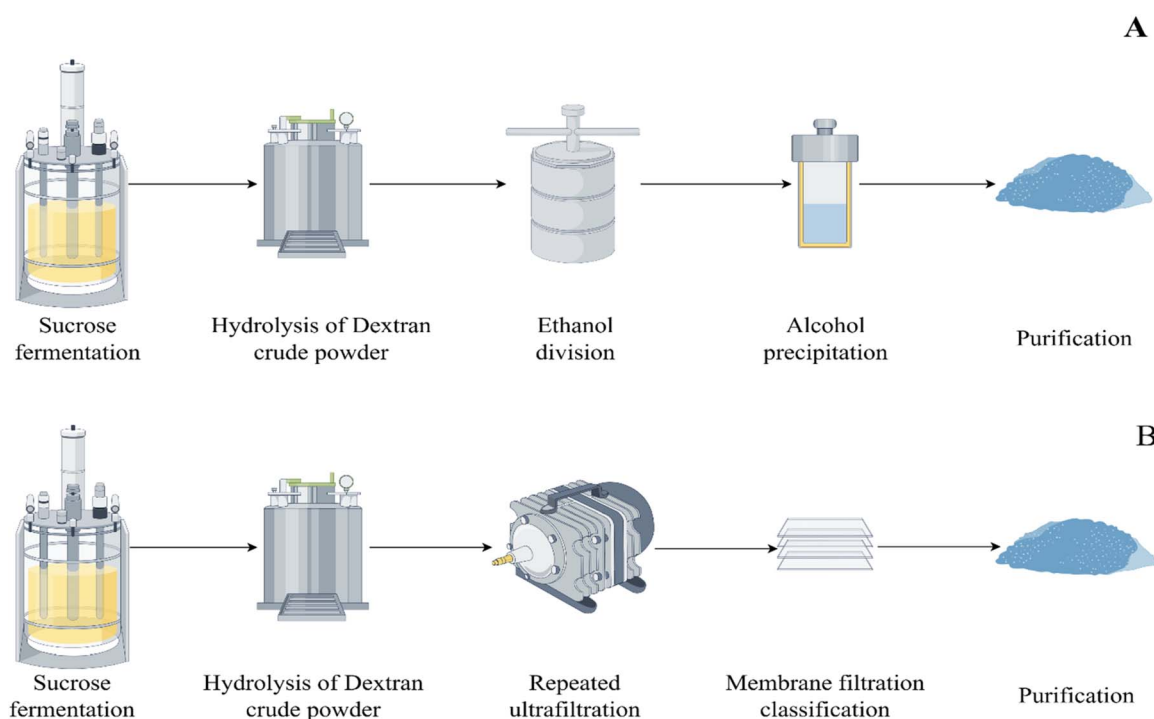 A
Sucrose
fermentation
Hydrolysis of Dextran
crude powder
Ethanol
division
Alcohol
precipitation
Purification
B
Sucrose
fermentation
Hydrolysis of Dextran
crude powder
Repeated
ultrafiltration
Membrane filtration
classification
Purification